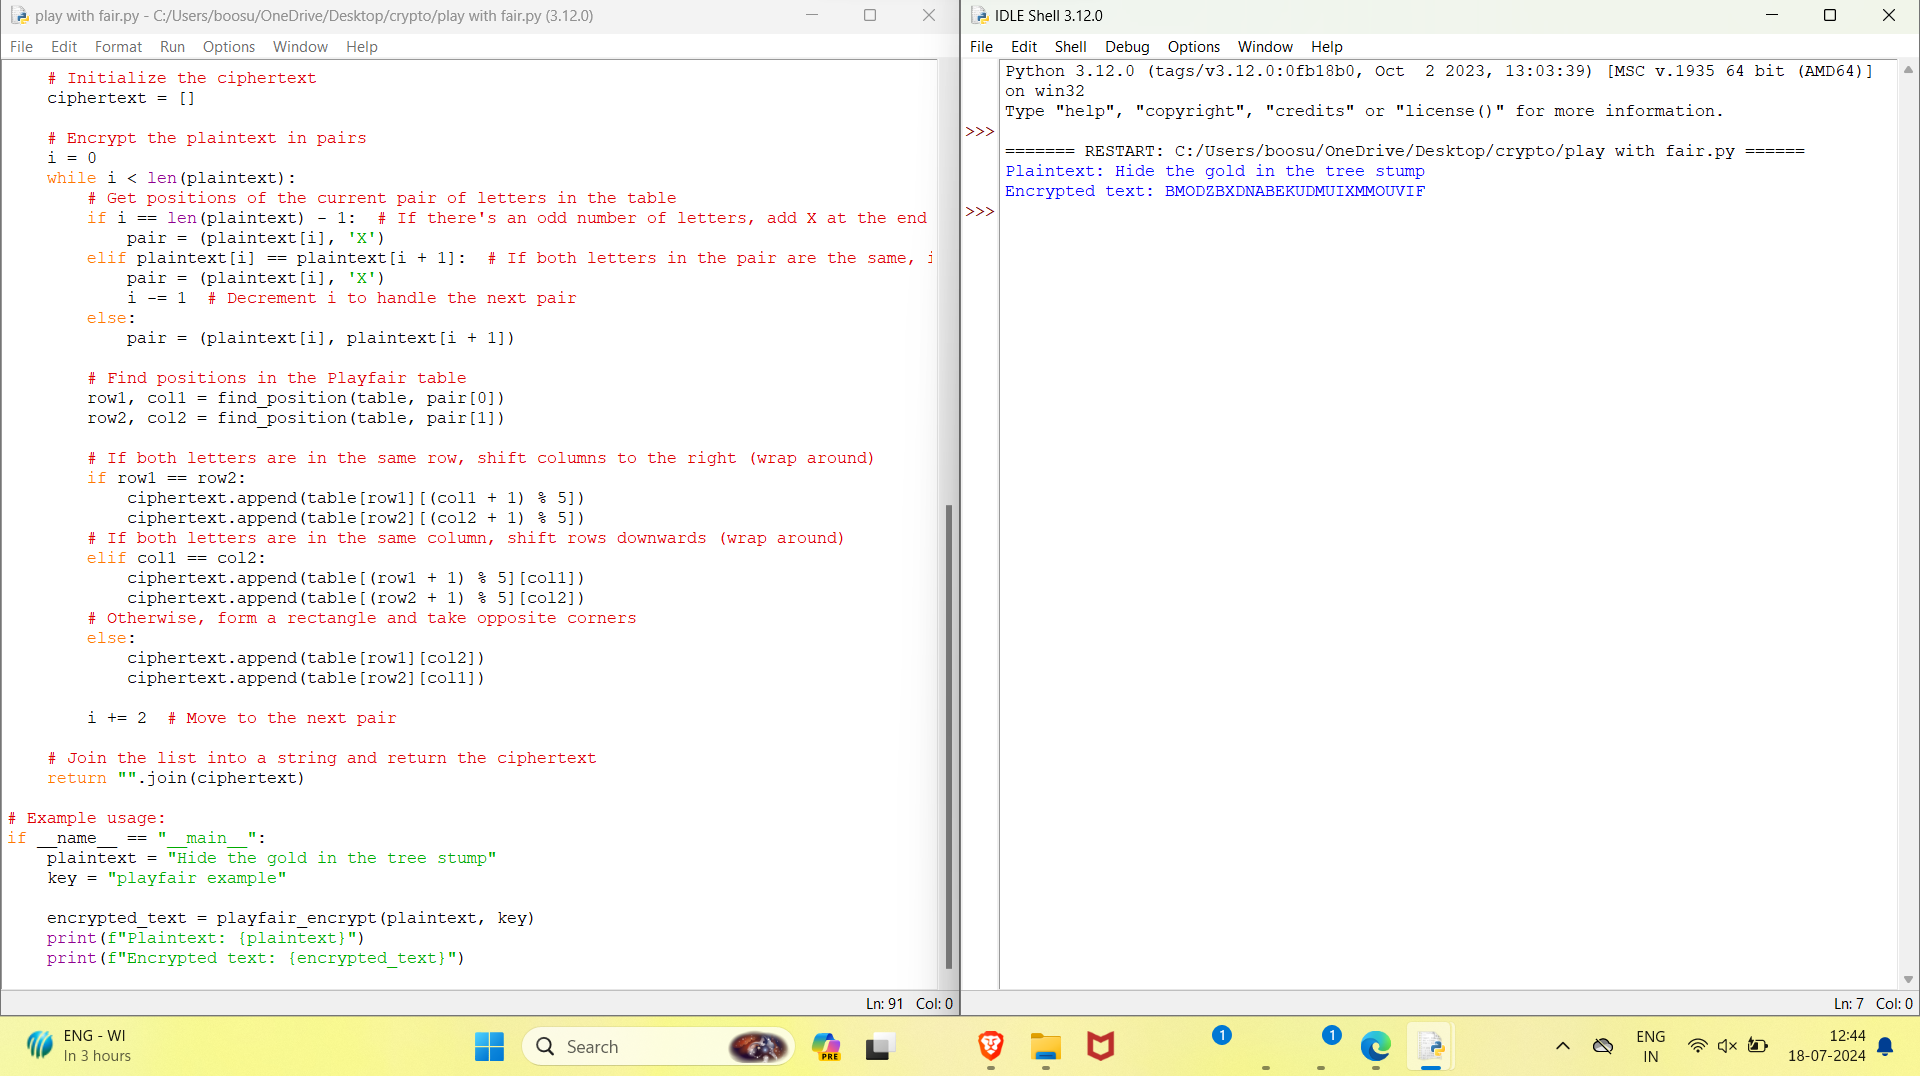 play with fair.py - C:/Users/boosu/OneDrive/Desktop/crypto/play with fair.py (3.12.0)
File Edit Format Run Options Window Help
    # Initialize the ciphertext
    ciphertext = []

    # Encrypt the plaintext in pairs
    i = 0
    while i < len(plaintext):
        # Get positions of the current pair of letters in the table
        if i == len(plaintext) - 1:  # If there's an odd number of letters, add X at the end
            pair = (plaintext[i], 'X')
        elif plaintext[i] == plaintext[i + 1]:  # If both letters in the pair are the same, i
            pair = (plaintext[i], 'X')
            i -= 1  # Decrement i to handle the next pair
        else:
            pair = (plaintext[i], plaintext[i + 1])

        # Find positions in the Playfair table
        row1, col1 = find_position(table, pair[0])
        row2, col2 = find_position(table, pair[1])

        # If both letters are in the same row, shift columns to the right (wrap around)
        if row1 == row2:
            ciphertext.append(table[row1][(col1 + 1) % 5])
            ciphertext.append(table[row2][(col2 + 1) % 5])
        # If both letters are in the same column, shift rows downwards (wrap around)
        elif col1 == col2:
            ciphertext.append(table[(row1 + 1) % 5][col1])
            ciphertext.append(table[(row2 + 1) % 5][col2])
        # Otherwise, form a rectangle and take opposite corners
        else:
            ciphertext.append(table[row1][col2])
            ciphertext.append(table[row2][col1])

        i += 2  # Move to the next pair

    # Join the list into a string and return the ciphertext
    return "".join(ciphertext)

# Example usage:
if __name__ == "__main__":
    plaintext = "Hide the gold in the tree stump"
    key = "playfair example"

    encrypted_text = playfair_encrypt(plaintext, key)
    print(f"Plaintext: {plaintext}")
    print(f"Encrypted text: {encrypted_text}")
Ln: 91 Col: 0
IDLE Shell 3.12.0
File Edit Shell Debug Options Window Help
Python 3.12.0 (tags/v3.12.0:0fb18b0, Oct  2 2023, 13:03:39) [MSC v.1935 64 bit (AMD64)]
on win32
Type "help", "copyright", "credits" or "license()" for more information.
>>>
======= RESTART: C:/Users/boosu/OneDrive/Desktop/crypto/play with fair.py ======
Plaintext: Hide the gold in the tree stump
Encrypted text: BMODZBXDNABEKUDMUIXMMOUVIF
>>>
Ln: 7 Col: 0
ENG - WI
In 3 hours
Search
PRE
1
1
ENG
IN
12:44
18-07-2024